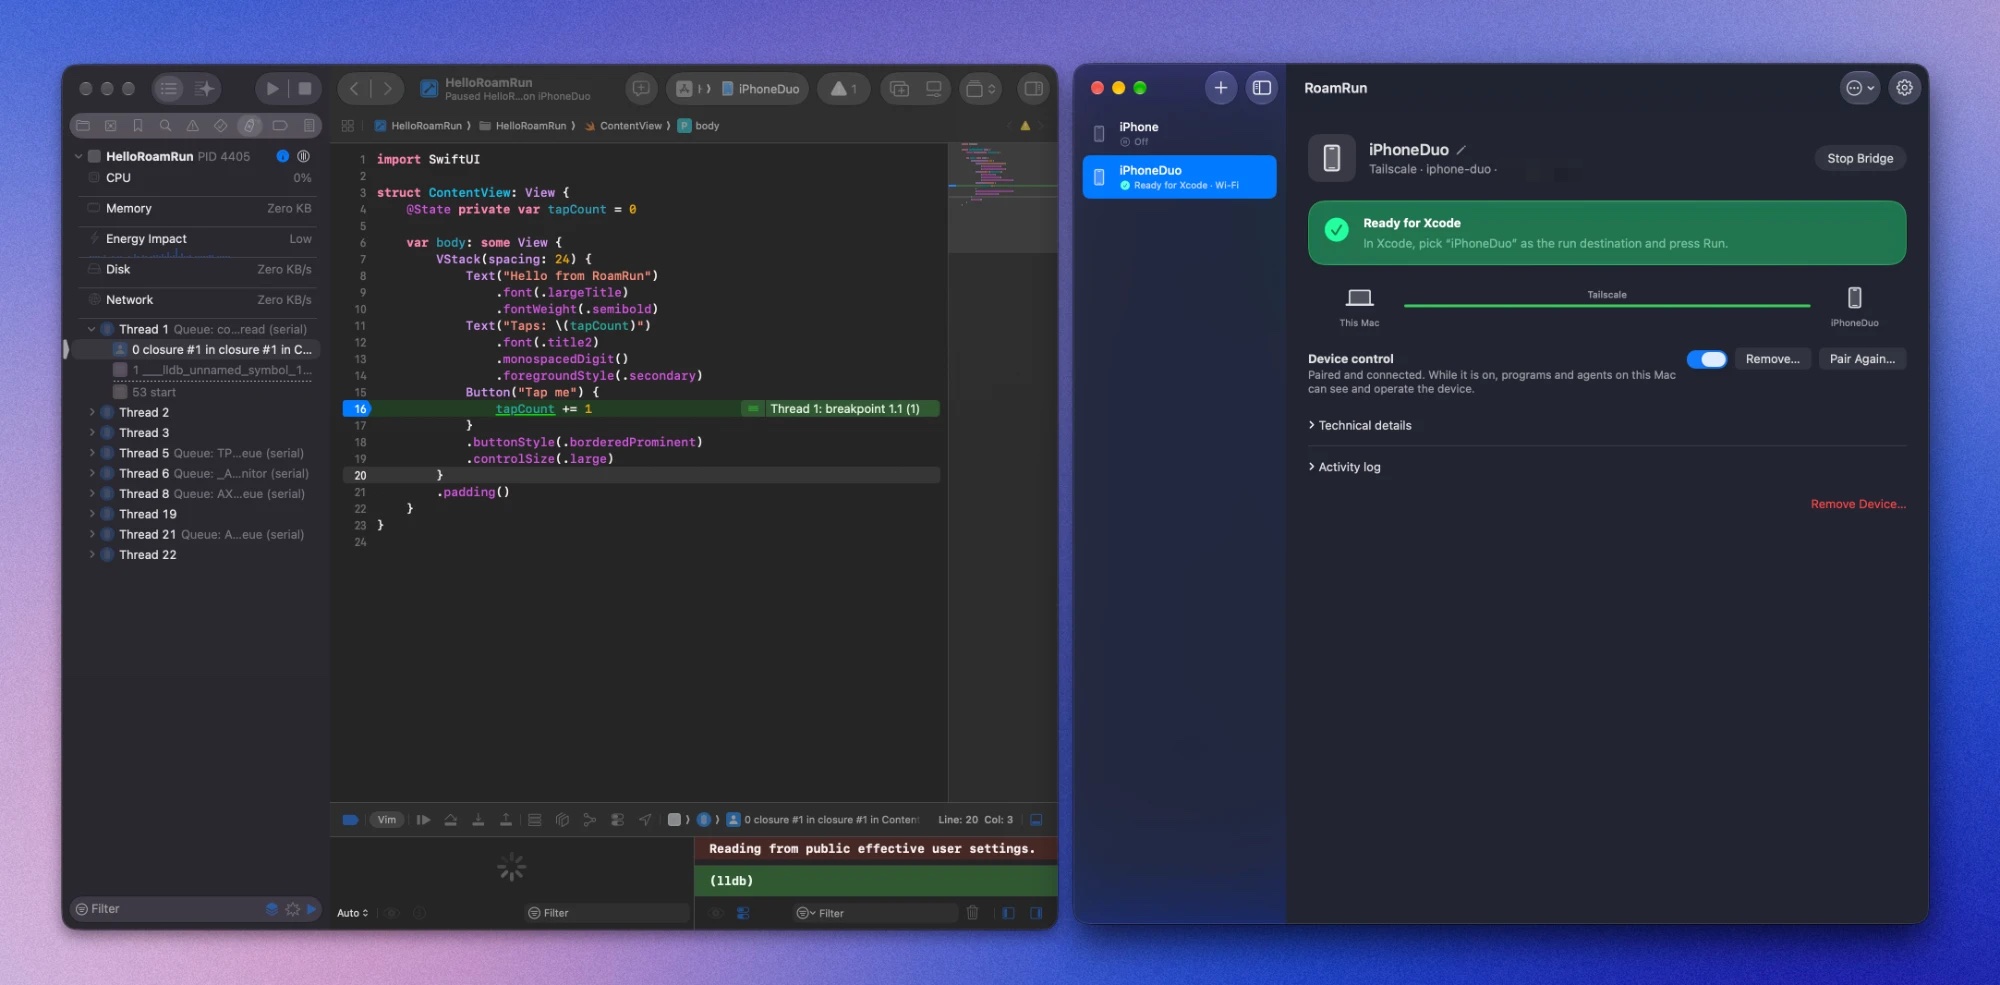 HelloRoamRun
Paused HelloR...on iPhoneDuo
iPhoneDuo
1
HelloRoamRun
HelloRoamRun
ContentView
P body
HelloRoamRun PID 4405
CPU 0%
Memory Zero KB
Energy Impact Low
Disk Zero KB/s
Network Zero KB/s
Thread 1 Queue: co...read (serial)
0 closure #1 in closure #1 in C...
1 ___lldb_unnamed_symbol_1...
53 start
Thread 2
Thread 3
Thread 5 Queue: TP...eue (serial)
Thread 6 Queue: _A...nitor (serial)
Thread 8 Queue: AX...eue (serial)
Thread 19
Thread 21 Queue: A...eue (serial)
Thread 22
Filter
1 import SwiftUI
2
3 struct ContentView: View {
4 @State private var tapCount = 0
5
6 var body: some View {
7 VStack(spacing: 24) {
8 Text("Hello from RoamRun")
9 .font(.largeTitle)
10 .fontWeight(.semibold)
11 Text("Taps: \(tapCount)")
12 .font(.title2)
13 .monospacedDigit()
14 .foregroundStyle(.secondary)
15 Button("Tap me") {
16 tapCount += 1 Thread 1: breakpoint 1.1 (1)
17 }
18 .buttonStyle(.borderedProminent)
19 .controlSize(.large)
20 }
21 .padding()
22 }
23 }
24
Vim
0 closure #1 in closure #1 in Conten
Line: 20 Col: 3
Auto
Filter
Reading from public effective user settings.
(lldb)
Filter
iPhone
Off
iPhoneDuo
Ready for Xcode · Wi-Fi
RoamRun
iPhoneDuo
Tailscale · iphone-duo ·
Stop Bridge
Ready for Xcode
In Xcode, pick “iPhoneDuo” as the run destination and press Run.
Tailscale
This Mac
iPhoneDuo
Device control
Remove...
Pair Again...
Paired and connected. While it is on, programs and agents on this Mac
can see and operate the device.
Technical details
Activity log
Remove Device...